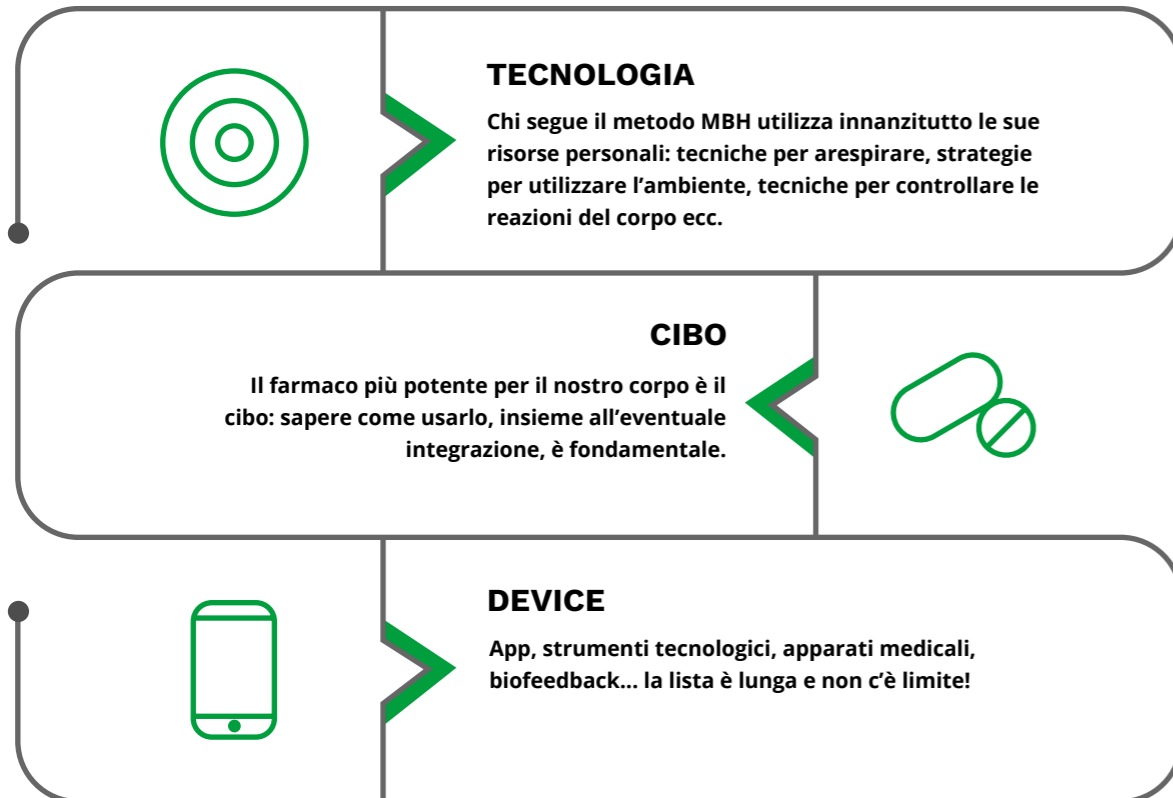 TECNOLOGIA
Chi segue il metodo MBH utilizza innanzitutto le sue
risorse personali: tecniche per arespirare, strategie
per utilizzare l’ambiente, tecniche per controllare le
reazioni del corpo ecc.
CIBO
Il farmaco più potente per il nostro corpo è il
cibo: sapere come usarlo, insieme all’eventuale
integrazione, è fondamentale.
DEVICE
App, strumenti tecnologici, apparati medicali,
biofeedback... la lista è lunga e non c’è limite!